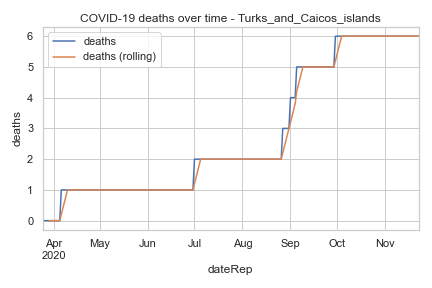 COVID-19 deaths over time - Turks_and_Caicos_islands
deaths
deaths (rolling)
6
5
4
3
2
1
0
deaths
Apr May Jun Jul Aug Sep Oct Nov
2020
dateRep